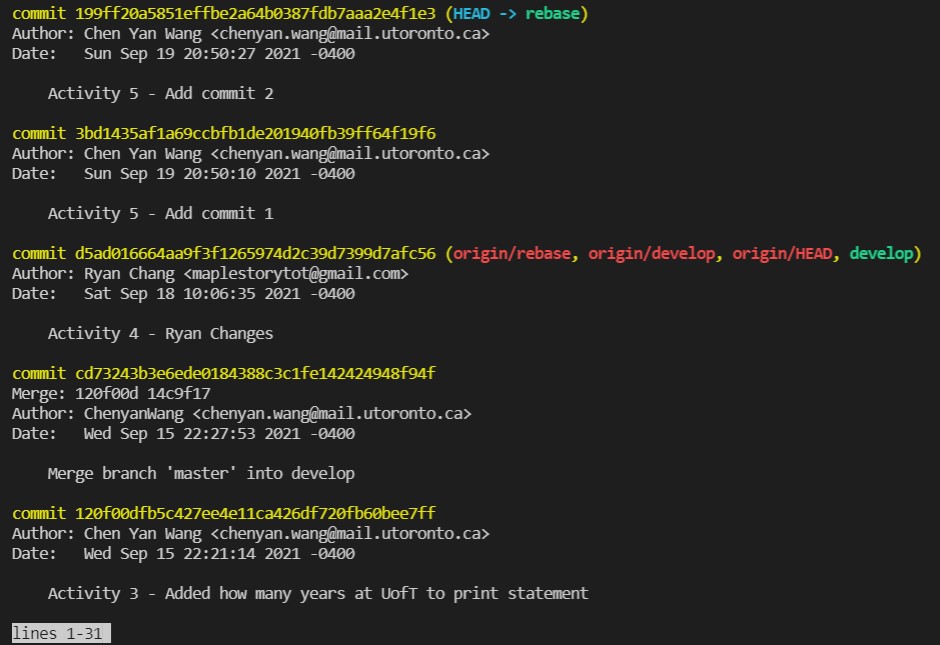 commit 199ff20a5851effbe2a64b0387fdb7aaa2e4f1e3 (HEAD -> rebase)
Author: Chen Yan Wang <chenyan.wang@mail.utoronto.ca>
Date:   Sun Sep 19 20:50:27 2021 -0400
    Activity 5 - Add commit 2
commit 3bd1435af1a69ccbfb1de201940fb39ff64f19f6
Author: Chen Yan Wang <chenyan.wang@mail.utoronto.ca>
Date:   Sun Sep 19 20:50:10 2021 -0400
    Activity 5 - Add commit 1
commit d5ad016664aa9f3f1265974d2c39d7399d7afc56 (origin/rebase, origin/develop, origin/HEAD, develop)
Author: Ryan Chang <maplestorytot@gmail.com>
Date:   Sat Sep 18 10:06:35 2021 -0400
    Activity 4 - Ryan Changes
commit cd73243b3e6ede0184388c3c1fe142424948f94f
Merge: 120f00d 14c9f17
Author: ChenyanWang <chenyan.wang@mail.utoronto.ca>
Date:   Wed Sep 15 22:27:53 2021 -0400
    Merge branch 'master' into develop
commit 120f00dfb5c427ee4e11ca426df720fb60bee7ff
Author: Chen Yan Wang <chenyan.wang@mail.utoronto.ca>
Date:   Wed Sep 15 22:21:14 2021 -0400
    Activity 3 - Added how many years at UofT to print statement
lines 1-31